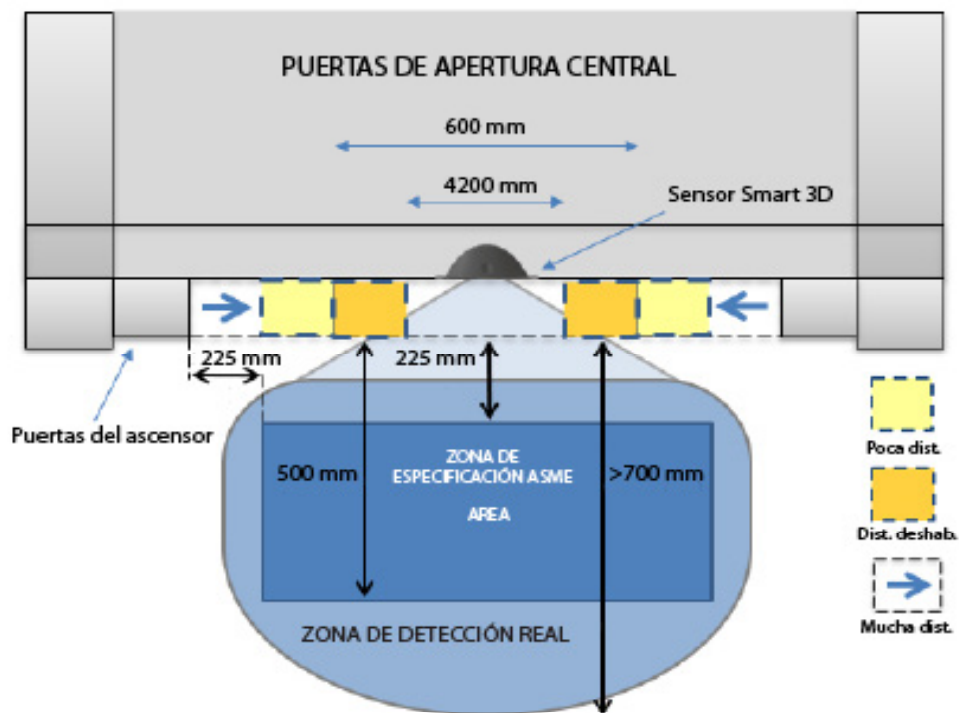 PUERTAS DE APERTURA CENTRAL
600 mm
4200 mm
Sensor Smart 3D
225 mm
225 mm
Puertas del ascensor
500 mm
ZONA DE
ESPECIFICACIÓN ASME
AREA
>700 mm
ZONA DE DETECCIÓN REAL
Poca dist.
Dist. deshab.
Mucha dist.